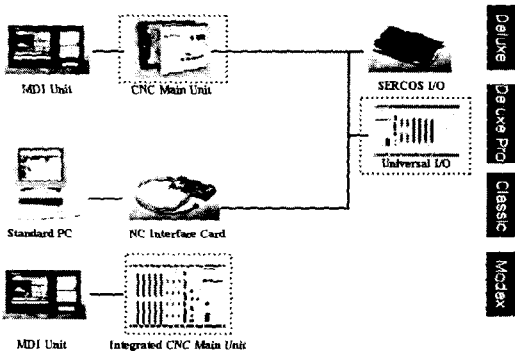 MDI Unit
CNC Main Unit
SERCOS I/O
Universal I/O
Standard PC
NC Interface Card
MDI Unit
Integrated CNC Main Unit
Deluxe
Deluxe Pro
Classic
Modex